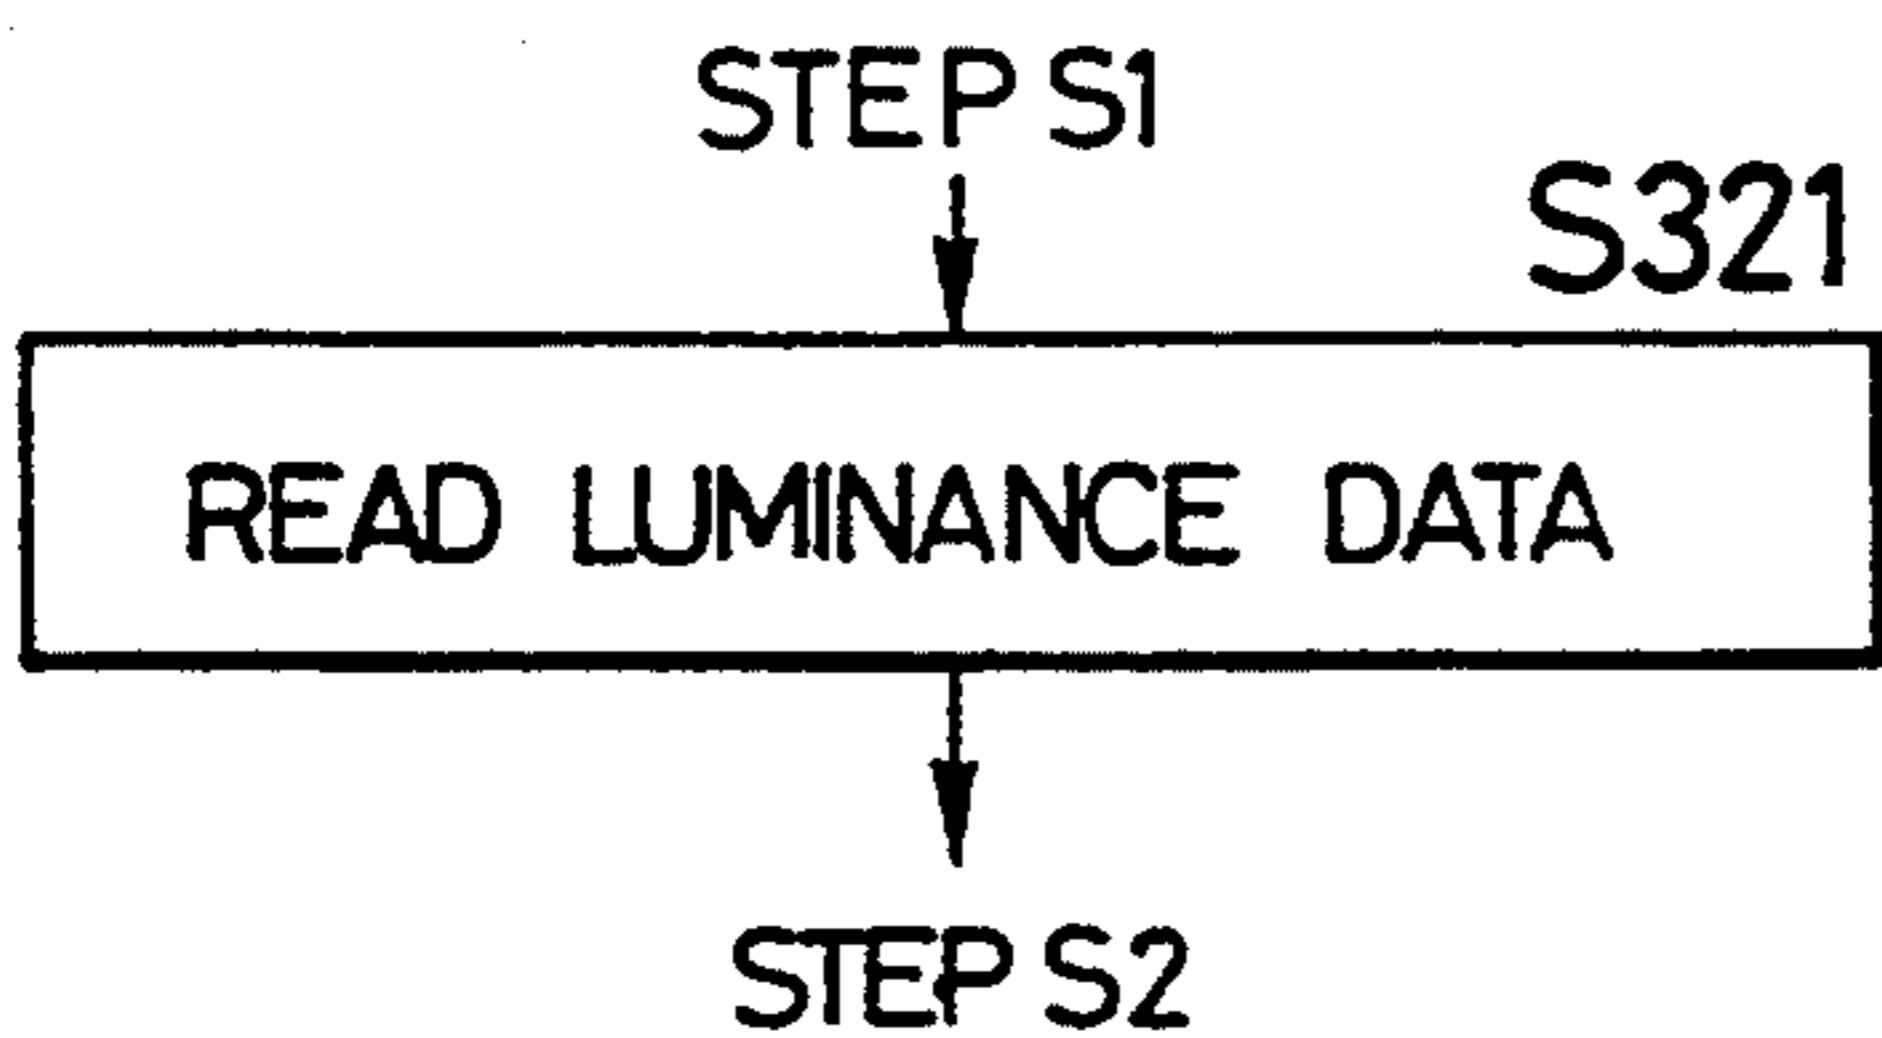 STEP S1
S321
READ LUMINANCE DATA
STEP S2